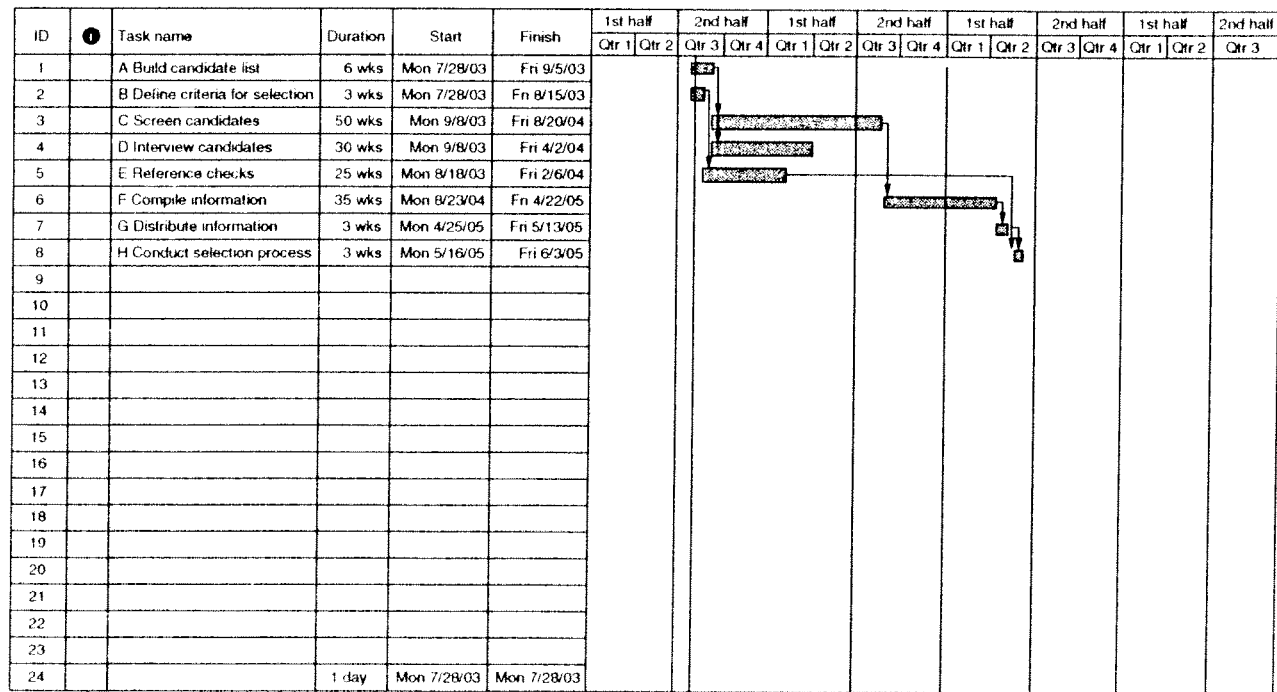 1st half 2nd half 1st half 2nd half 1st half 2nd half 1st half 2nd half
ID Task name Duration Start Finish
Qtr 1 Qtr 2 Qtr 3 Qtr 4 Qtr 1 Qtr 2 Qtr 3 Qtr 4 Qtr 1 Qtr 2 Qtr 3 Qtr 4 Qtr 1 Qtr 2 Qtr 3
1 A Build candidate list 6 wks Mon 7/28/03 Fri 9/5/03
2 B Define criteria for selection 3 wks Mon 7/28/03 Fri 8/15/03
3 C Screen candidates 50 wks Mon 9/8/03 Fri 8/20/04
4 D Interview candidates 30 wks Mon 9/8/03 Fri 4/2/04
5 E Reference checks 25 wks Mon 8/18/03 Fri 2/6/04
6 F Compile information 35 wks Mon 8/23/04 Fri 4/22/05
7 G Distribute information 3 wks Mon 4/25/05 Fri 5/13/05
8 H Conduct selection process 3 wks Mon 5/16/05 Fri 6/3/05
9
10
11
12
13
14
15
16
17
18
19
20
21
22
23
24 1 day Mon 7/28/03 Mon 7/28/03